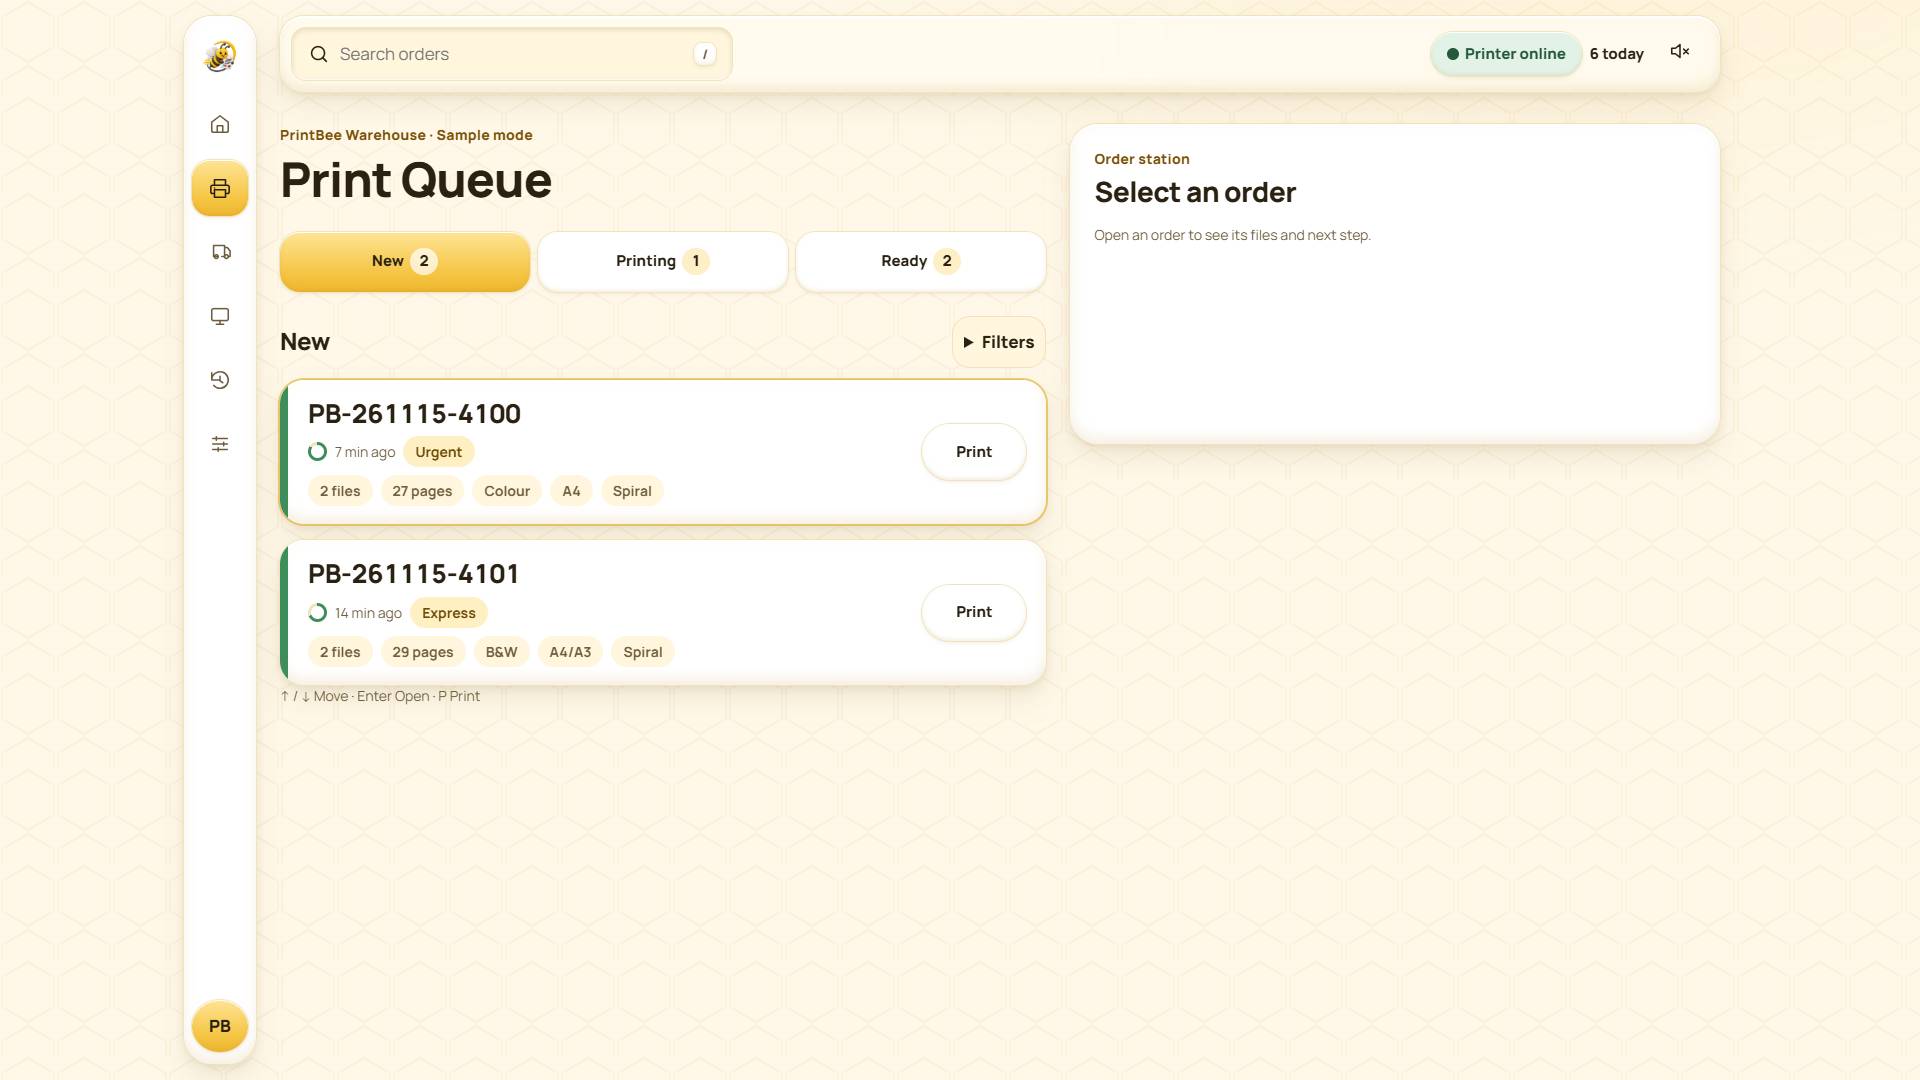 Search orders /
Printer online 6 today
PrintBee Warehouse · Sample mode
Print Queue
New 2
Printing 1
Ready 2
New
▶ Filters
PB-261115-4100
7 min ago Urgent
2 files 27 pages Colour A4 Spiral
Print
PB-261115-4101
14 min ago Express
2 files 29 pages B&W A4/A3 Spiral
Print
↑ / ↓ Move · Enter Open · P Print
Order station
Select an order
Open an order to see its files and next step.
PB